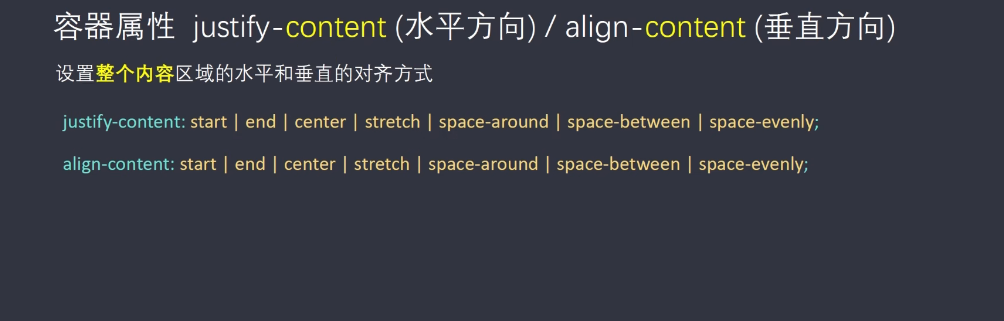 容器属性 justify-content (水平方向) / align-content (垂直方向)
设置整个内容区域的水平和垂直的对齐方式
justify-content: start | end | center | stretch | space-around | space-between | space-evenly;
align-content: start | end | center | stretch | space-around | space-between | space-evenly;